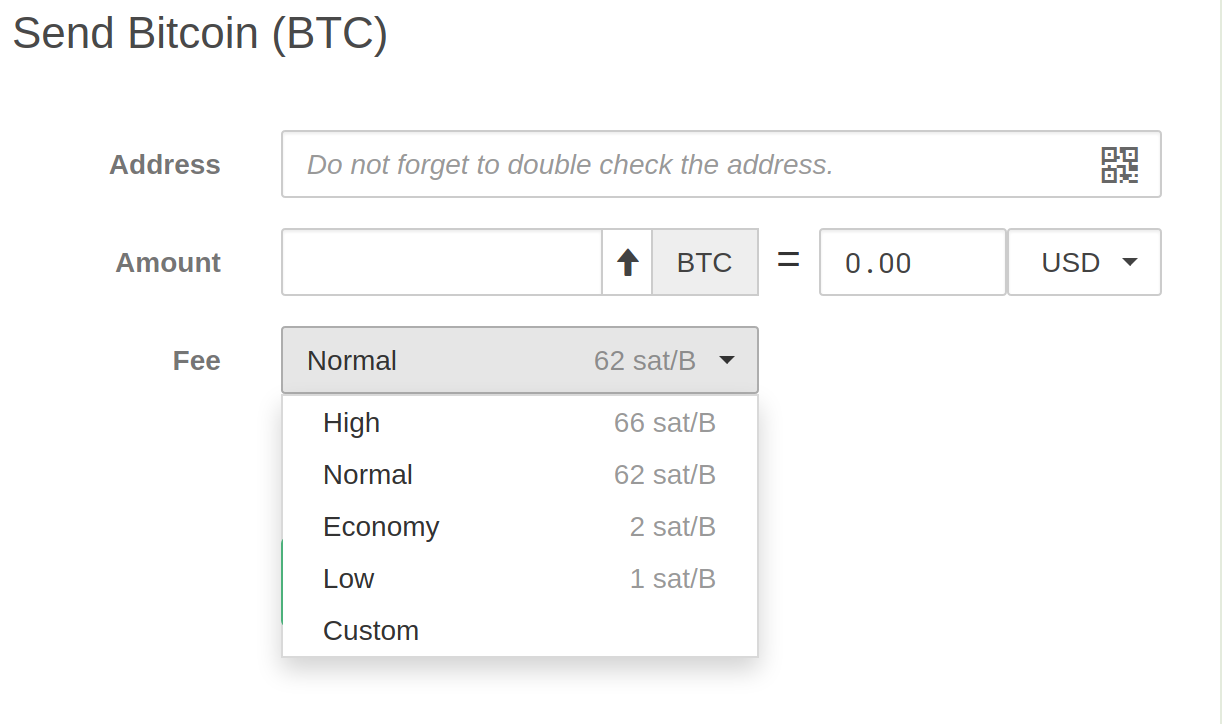 Send Bitcoin (BTC)
Address Do not forget to double check the address.
Amount BTC = 0.00 USD
Fee Normal 62 sat/B
High 66 sat/B
Normal 62 sat/B
Economy 2 sat/B
Low 1 sat/B
Custom